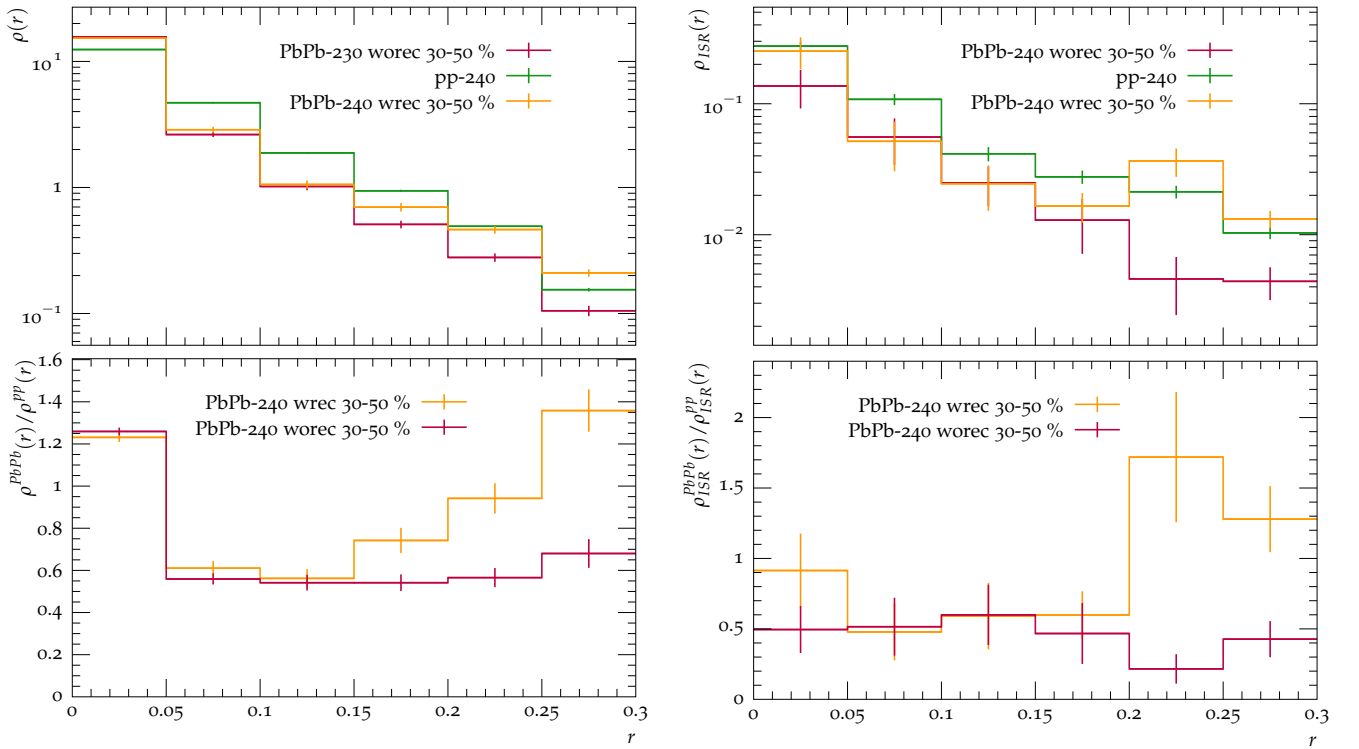 ρ(r)
10^1
1
10^−1
PbPb-230 worec 30-50 %
pp-240
PbPb-240 wrec 30-50 %
ρ_ISR(r)
10^−1
10^−2
PbPb-240 worec 30-50 %
pp-240
PbPb-240 wrec 30-50 %
ρ^PbPb(r)/ρ^pp(r)
1.6
1.4
1.2
1
0.8
0.6
0.4
0.2
0
PbPb-240 wrec 30-50 %
PbPb-240 worec 30-50 %
0 0.05 0.1 0.15 0.2 0.25 0.3
r
ρ^PbPb_ISR(r)/ρ^pp_ISR(r)
2
1.5
1
0.5
0
PbPb-240 wrec 30-50 %
PbPb-240 worec 30-50 %
0 0.05 0.1 0.15 0.2 0.25 0.3
r